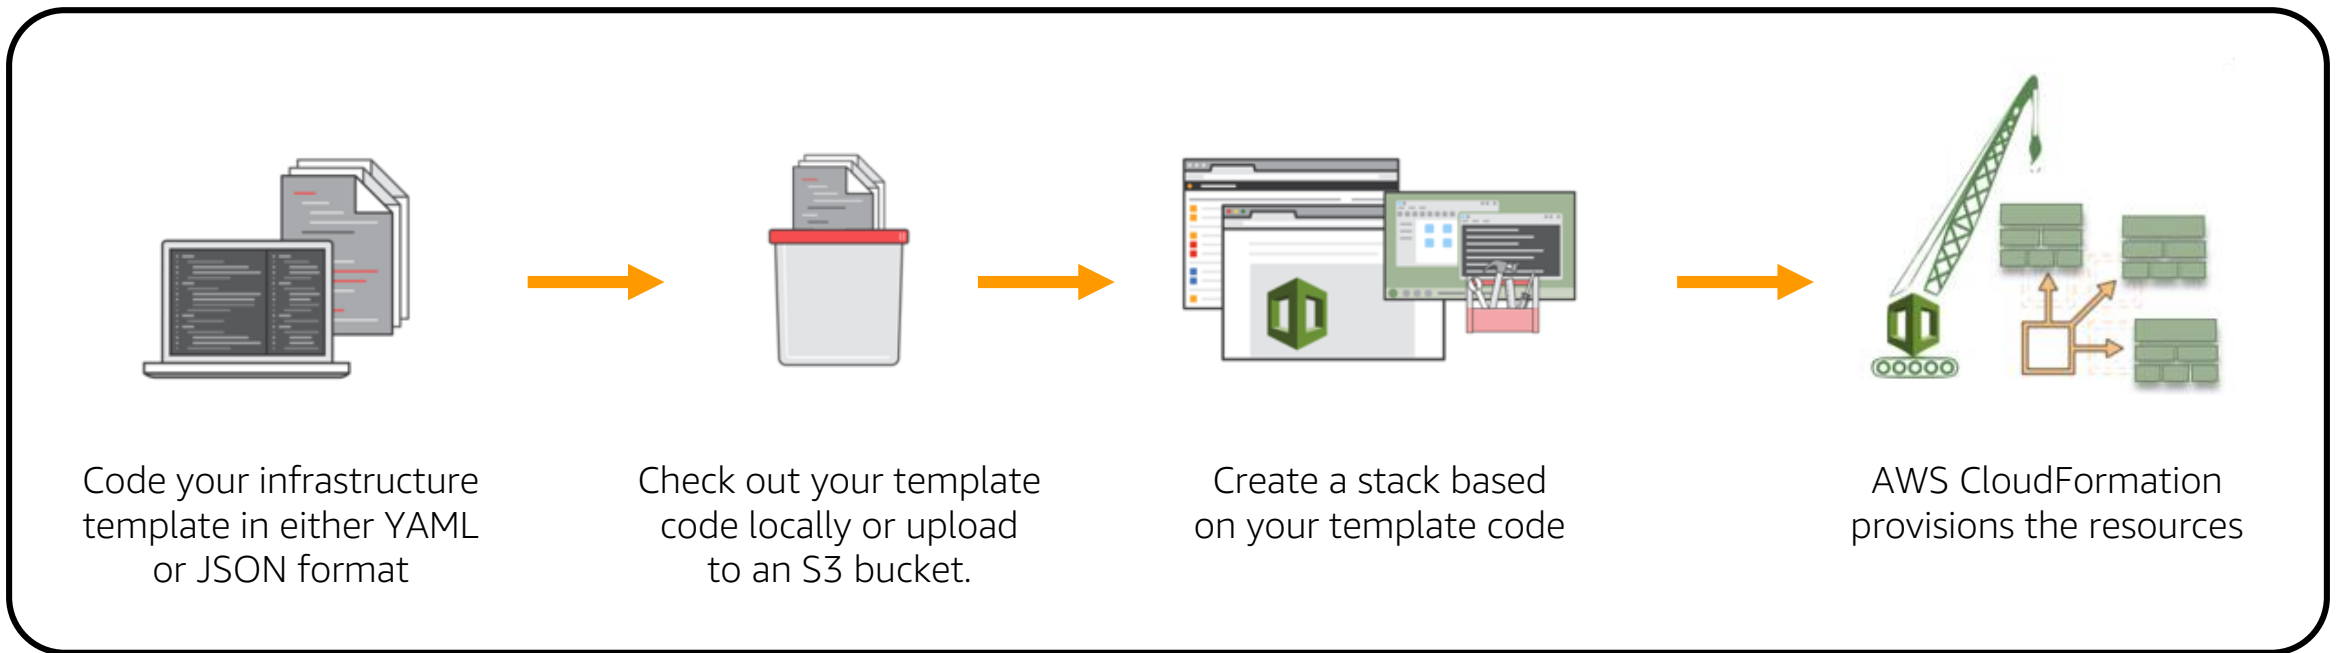 Code your infrastructure
template in either YAML
or JSON format
Check out your template
code locally or upload
to an S3 bucket.
Create a stack based
on your template code
AWS CloudFormation
provisions the resources